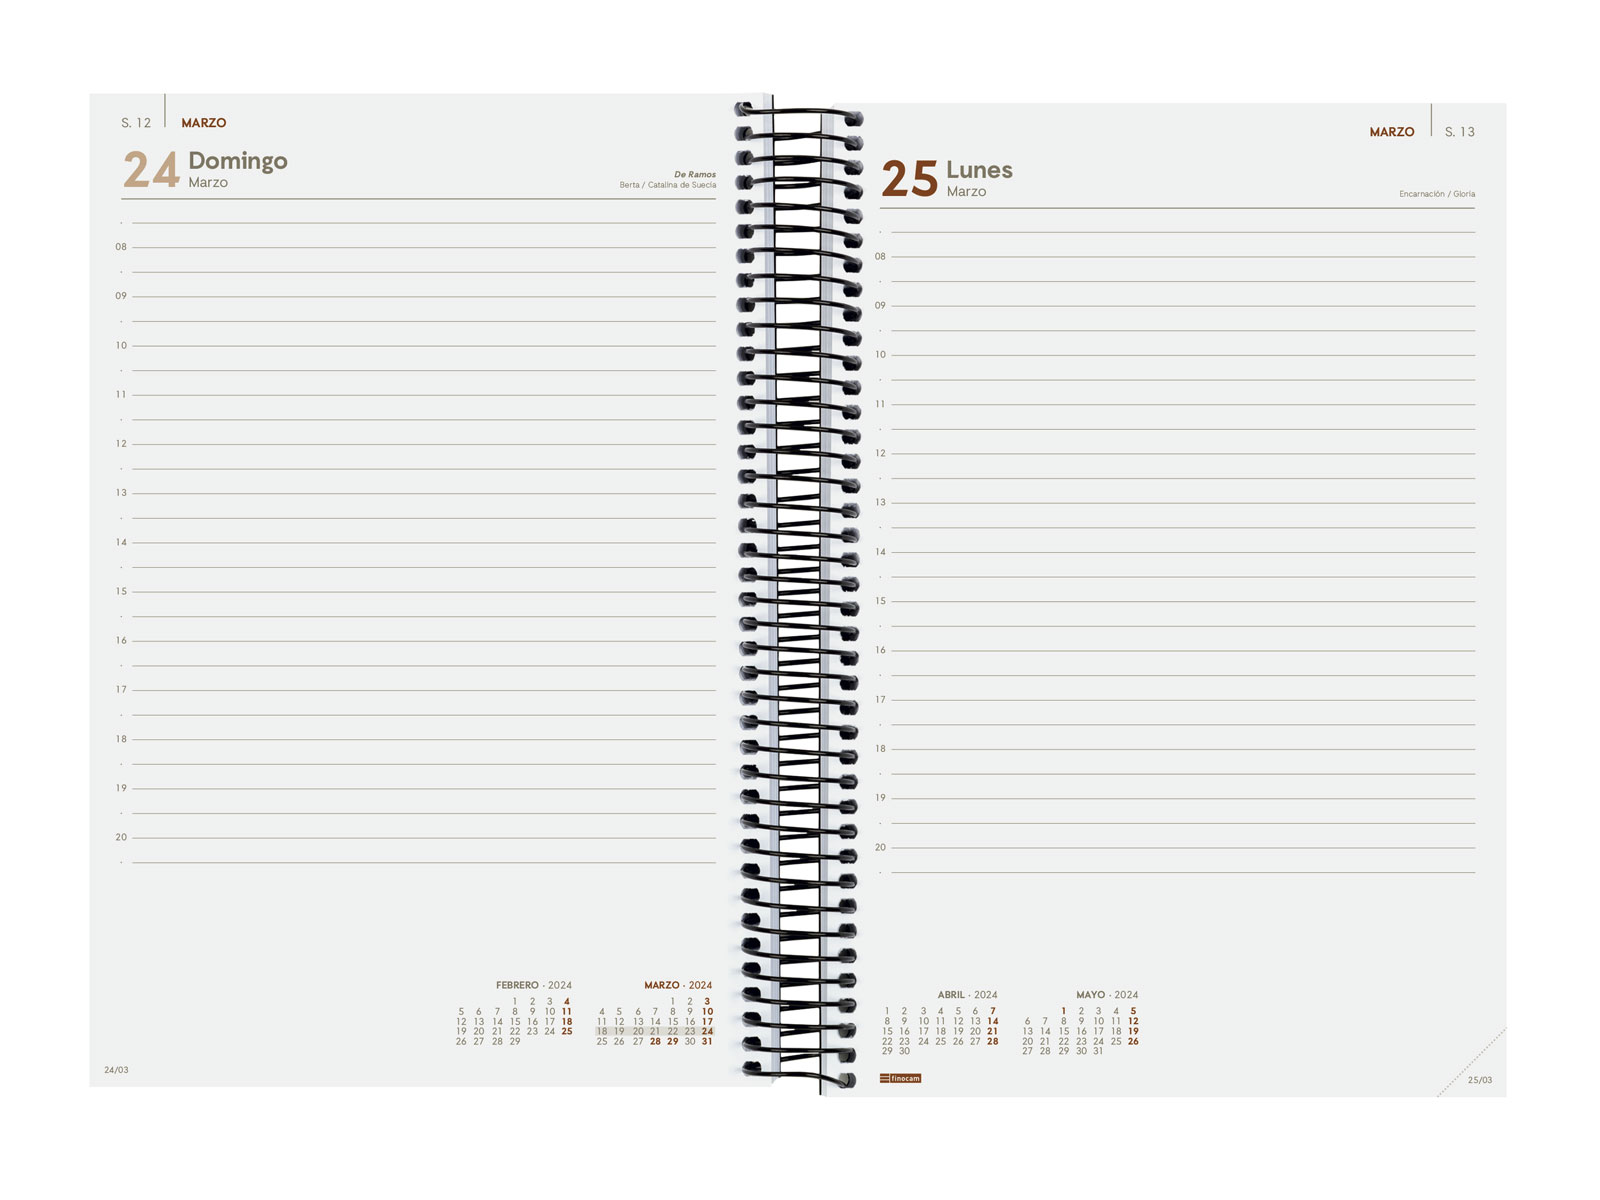 S. 12 MARZO
24 Domingo
Marzo
De Ramos
Berta / Catalina de Suecia
·
08
·
09
·
10
·
11
·
12
·
13
·
14
·
15
·
16
·
17
·
18
·
19
·
20
·
FEBRERO · 2024
1 2 3 4
5 6 7 8 9 10 11
12 13 14 15 16 17 18
19 20 21 22 23 24 25
26 27 28 29
MARZO · 2024
1 2 3
4 5 6 7 8 9 10
11 12 13 14 15 16 17
18 19 20 21 22 23 24
25 26 27 28 29 30 31
24/03
MARZO S. 13
25 Lunes
Marzo
Encarnación / Gloria
·
08
·
09
·
10
·
11
·
12
·
13
·
14
·
15
·
16
·
17
·
18
·
19
·
20
·
ABRIL · 2024
1 2 3 4 5 6 7
8 9 10 11 12 13 14
15 16 17 18 19 20 21
22 23 24 25 26 27 28
29 30
MAYO · 2024
1 2 3 4 5
6 7 8 9 10 11 12
13 14 15 16 17 18 19
20 21 22 23 24 25 26
27 28 29 30 31
finocam
25/03